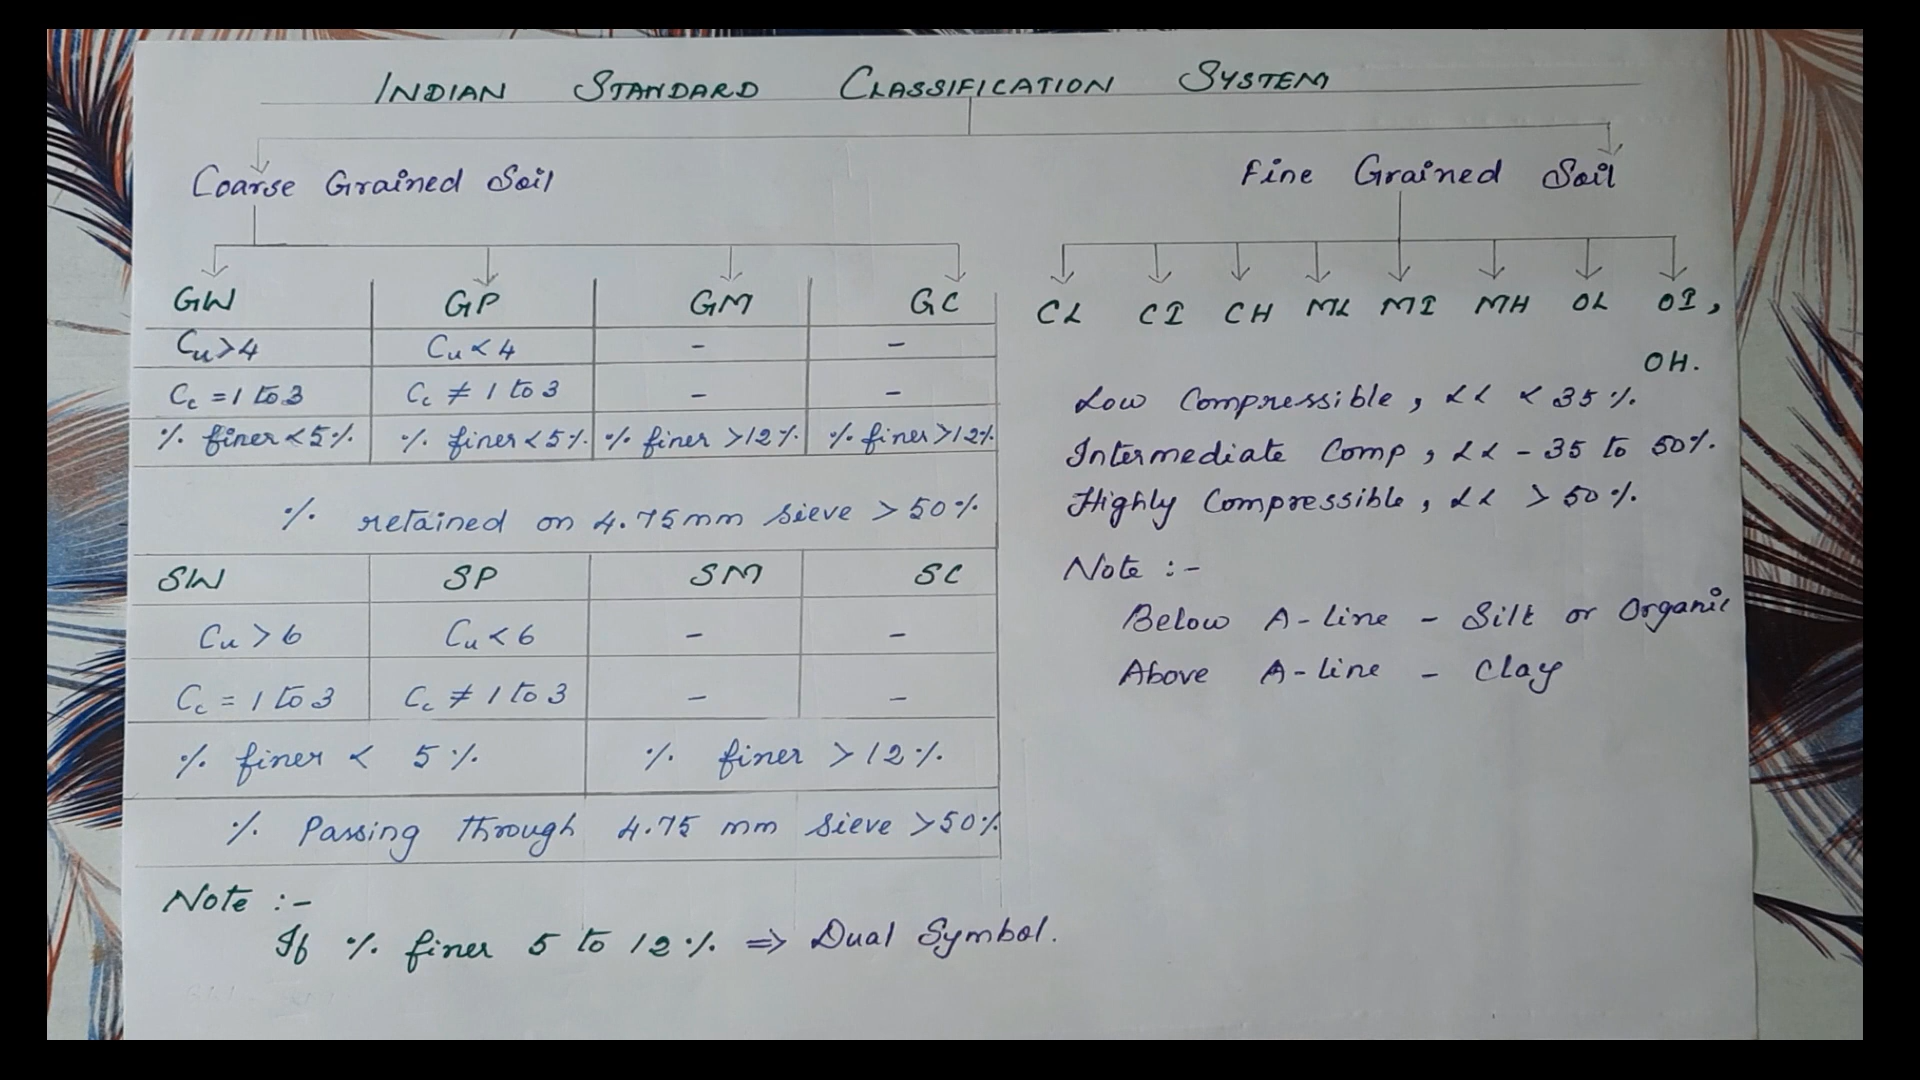 INDIAN STANDARD CLASSIFICATION SYSTEM
Coarse Grained Soil
GW GP GM GC
Cu>4 Cu<4 - -
Cc = 1 to 3 Cc ≠ 1 to 3 - -
% finer <5% % finer <5% % finer >12% % finer >12%
% retained on 4.75mm sieve > 50%
SW SP SM SC
Cu > 6 Cu < 6 - -
Cc = 1 to 3 Cc ≠ 1 to 3 - -
% finer < 5 % % finer > 12 %
% Passing through 4.75 mm sieve > 50%
Note :-
If % finer 5 to 12 % ⇒ Dual Symbol.
Fine Grained Soil
CL CI CH ML MI MH OL OI,
OH.
Low Compressible, LL < 35 %.
Intermediate Comp, LL - 35 to 50%.
Highly Compressible, LL > 50 %.
Note :-
Below A-line - Silt or Organic
Above A-line - Clay